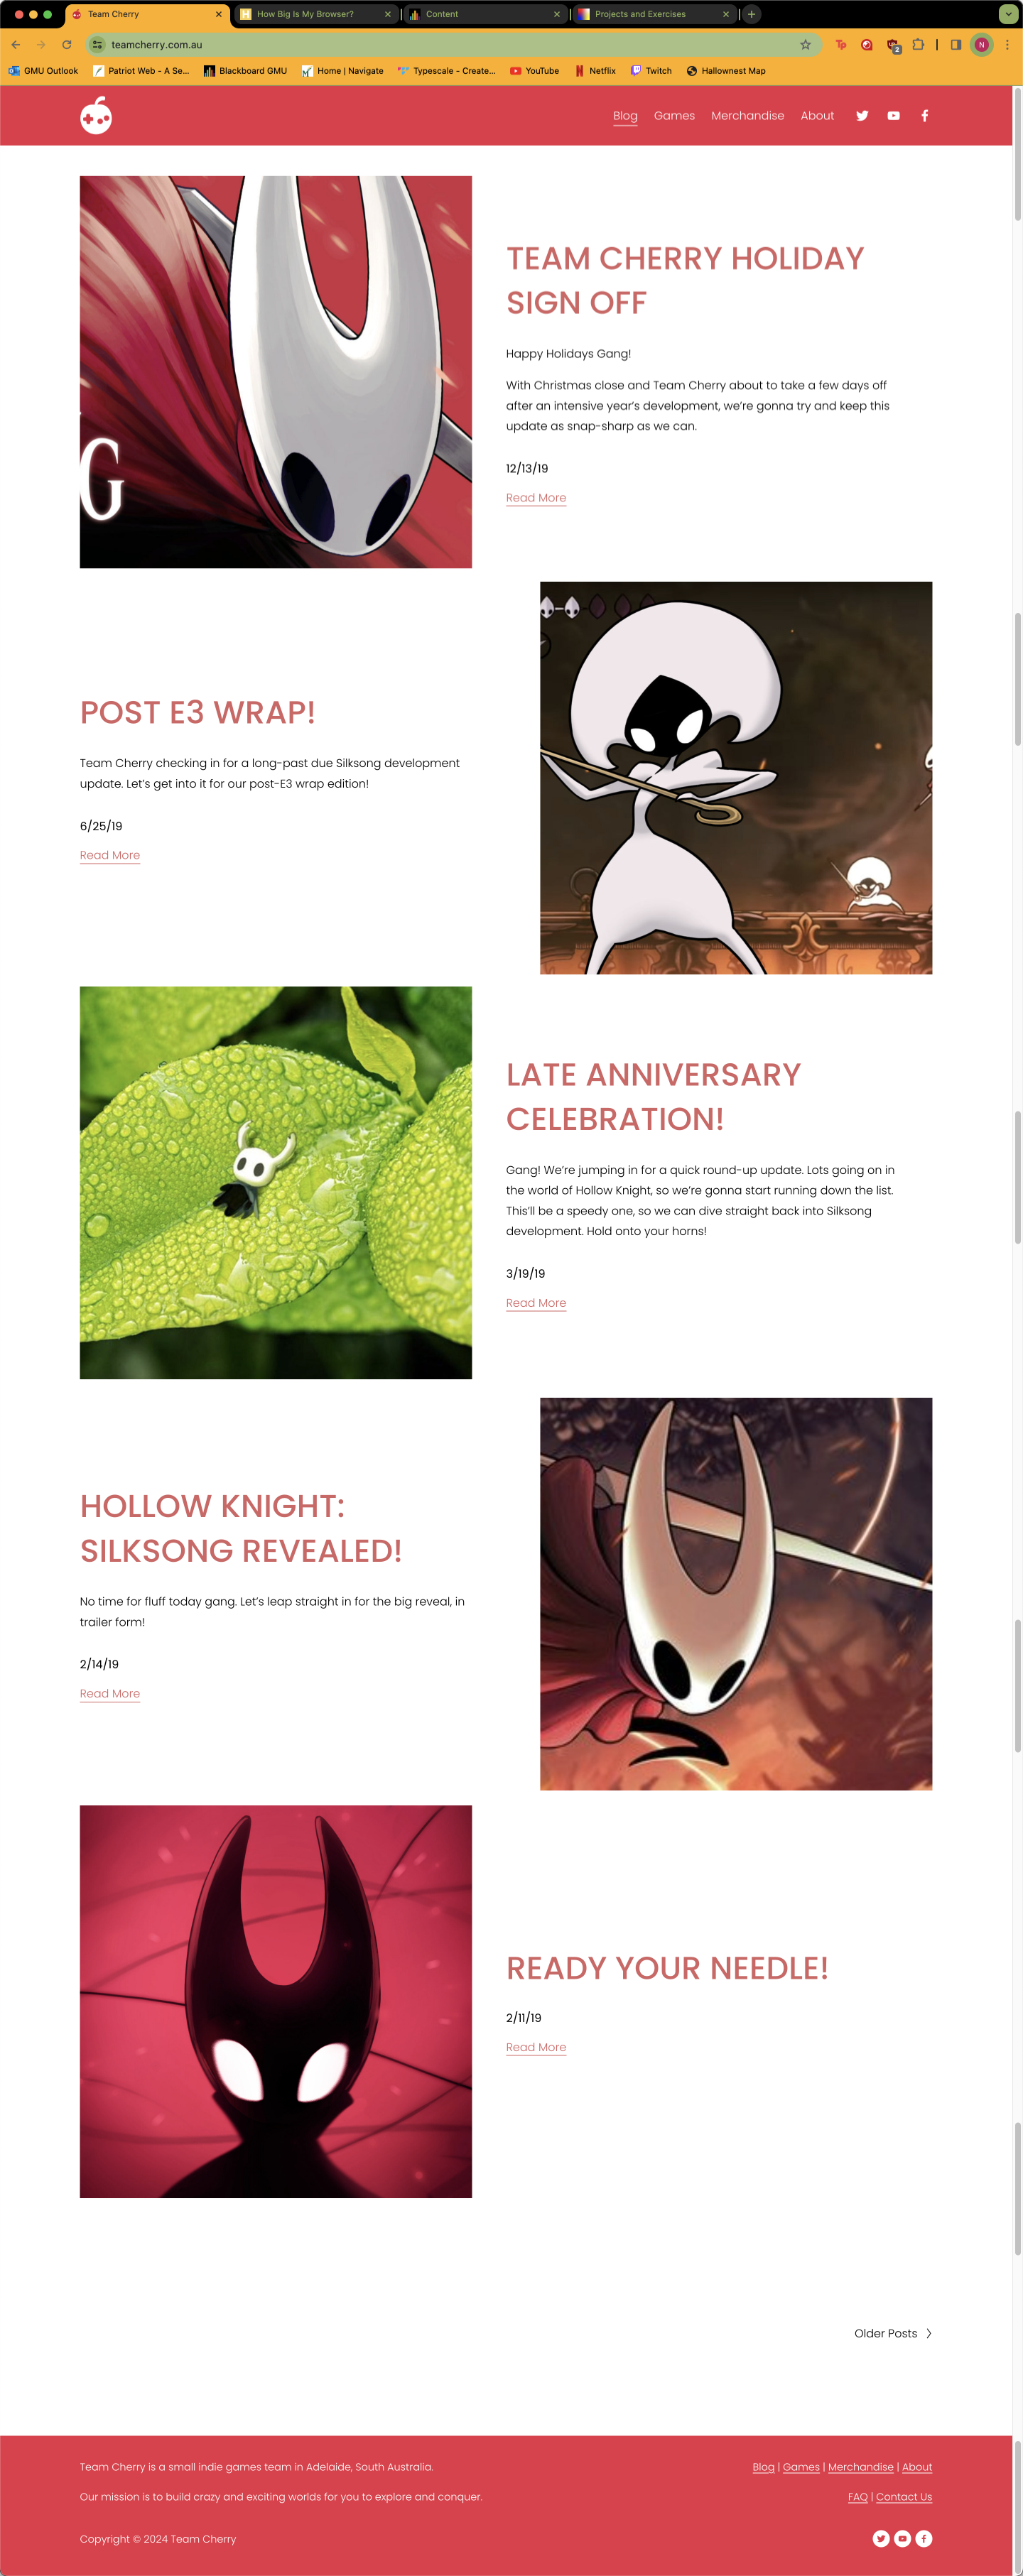 Team Cherry
How Big Is My Browser?
Content
Projects and Exercises
teamcherry.com.au
Tp
2
N
GMU Outlook
Patriot Web - A Se...
Blackboard GMU
Home | Navigate
Typescale - Create...
YouTube
Netflix
Twitch
Hallownest Map
Blog
Games
Merchandise
About
G
TEAM CHERRY HOLIDAY
SIGN OFF
Happy Holidays Gang!
With Christmas close and Team Cherry about to take a few days off
after an intensive year's development, we're gonna try and keep this
update as snap-sharp as we can.
12/13/19
Read More
POST E3 WRAP!
Team Cherry checking in for a long-past due Silksong development
update. Let's get into it for our post-E3 wrap edition!
6/25/19
Read More
LATE ANNIVERSARY
CELEBRATION!
Gang! We're jumping in for a quick round-up update. Lots going on in
the world of Hollow Knight, so we're gonna start running down the list.
This'll be a speedy one, so we can dive straight back into Silksong
development. Hold onto your horns!
3/19/19
Read More
HOLLOW KNIGHT:
SILKSONG REVEALED!
No time for fluff today gang. Let's leap straight in for the big reveal, in
trailer form!
2/14/19
Read More
READY YOUR NEEDLE!
2/11/19
Read More
Older Posts
Team Cherry is a small indie games team in Adelaide, South Australia.
Blog | Games | Merchandise | About
Our mission is to build crazy and exciting worlds for you to explore and conquer.
FAQ | Contact Us
Copyright © 2024 Team Cherry